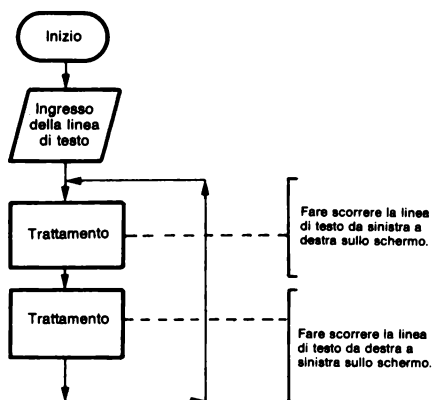 Inizio
Ingresso
della linea
di testo
Trattamento
Fare scorrere la linea
di testo da sinistra a
destra sullo schermo.
Trattamento
Fare scorrere la linea
di testo da destra a
sinistra sullo schermo.